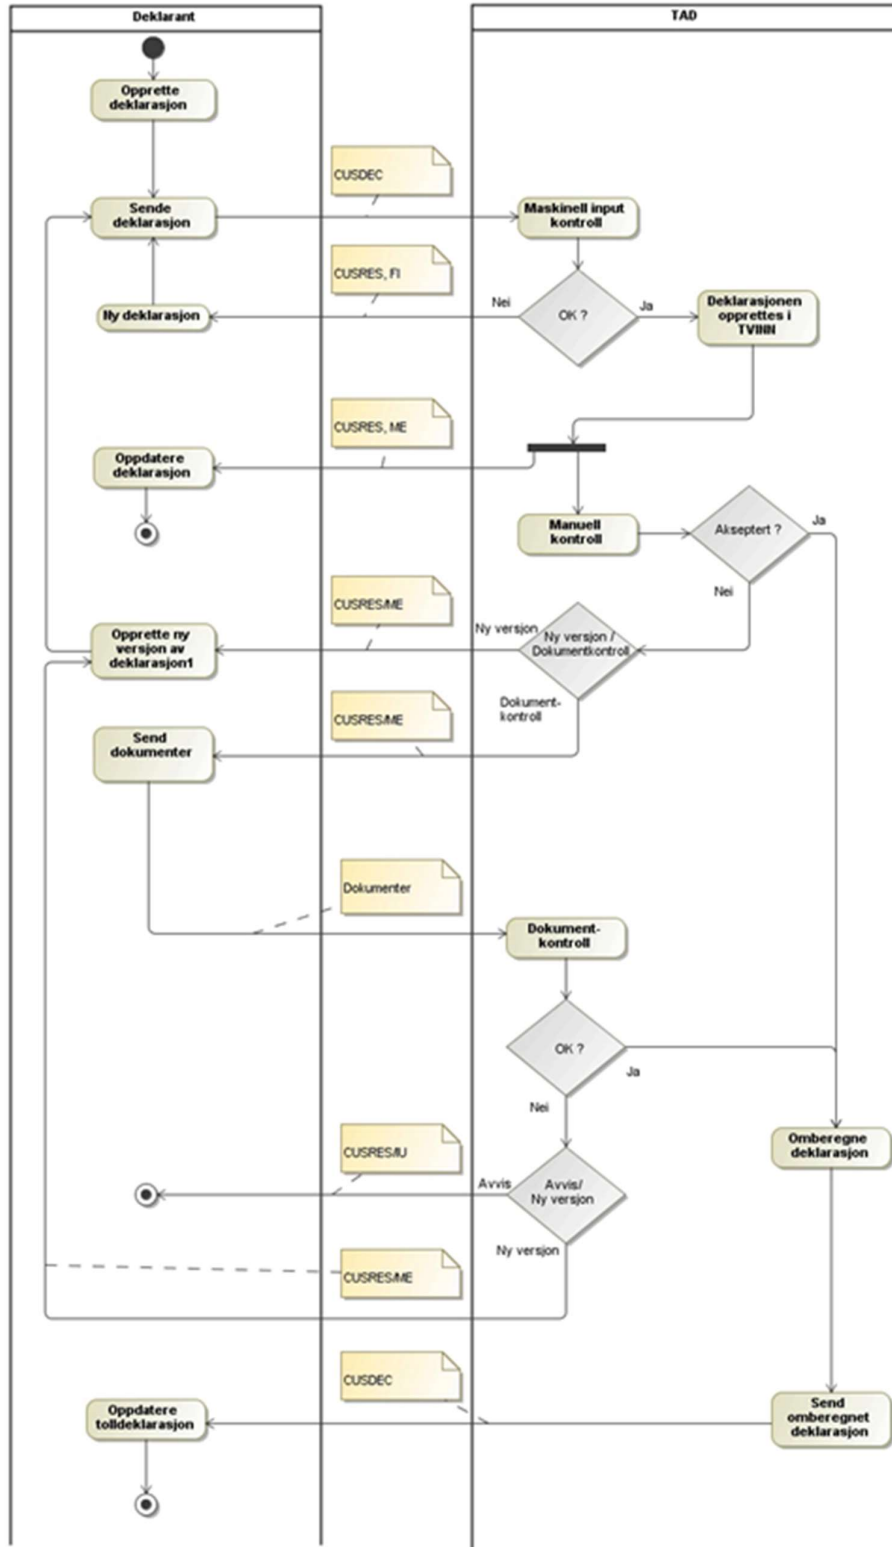 Deklarant
TAD
Opprette
deklarasjon
CUSDEC
Sende
deklarasjon
Maskinell input
kontroll
CUSRES, FI
Ny deklarasjon
Nei
OK ?
Ja
Deklarasjonen
opprettes i
TVINN
CUSRES, ME
Oppdatere
deklarasjon
Manuell
kontroll
Akseptert ?
Ja
Nei
CUSRES/ME
Opprette ny
versjon av
deklarasjon1
Ny versjon
Ny versjon /
Dokumentkontroll
Dokument-
kontroll
CUSRES/ME
Send
dokumenter
Dokumenter
Dokument-
kontroll
OK ?
Ja
Nei
CUSRES/IU
Avvis
Avvis/
Ny versjon
Omberegne
deklarasjon
Ny versjon
CUSRES/ME
CUSDEC
Oppdatere
tolldeklarasjon
Send
omberegnet
deklarasjon